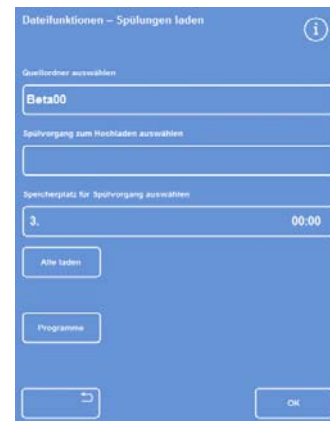 Dateifunktionen – Spülungen laden
i
Quellordner auswählen
Beta00
Spülvorgang zum Hochladen auswählen
Speicherplatz für Spülvorgang auswählen
3. 00:00
Alle laden
Programme
OK